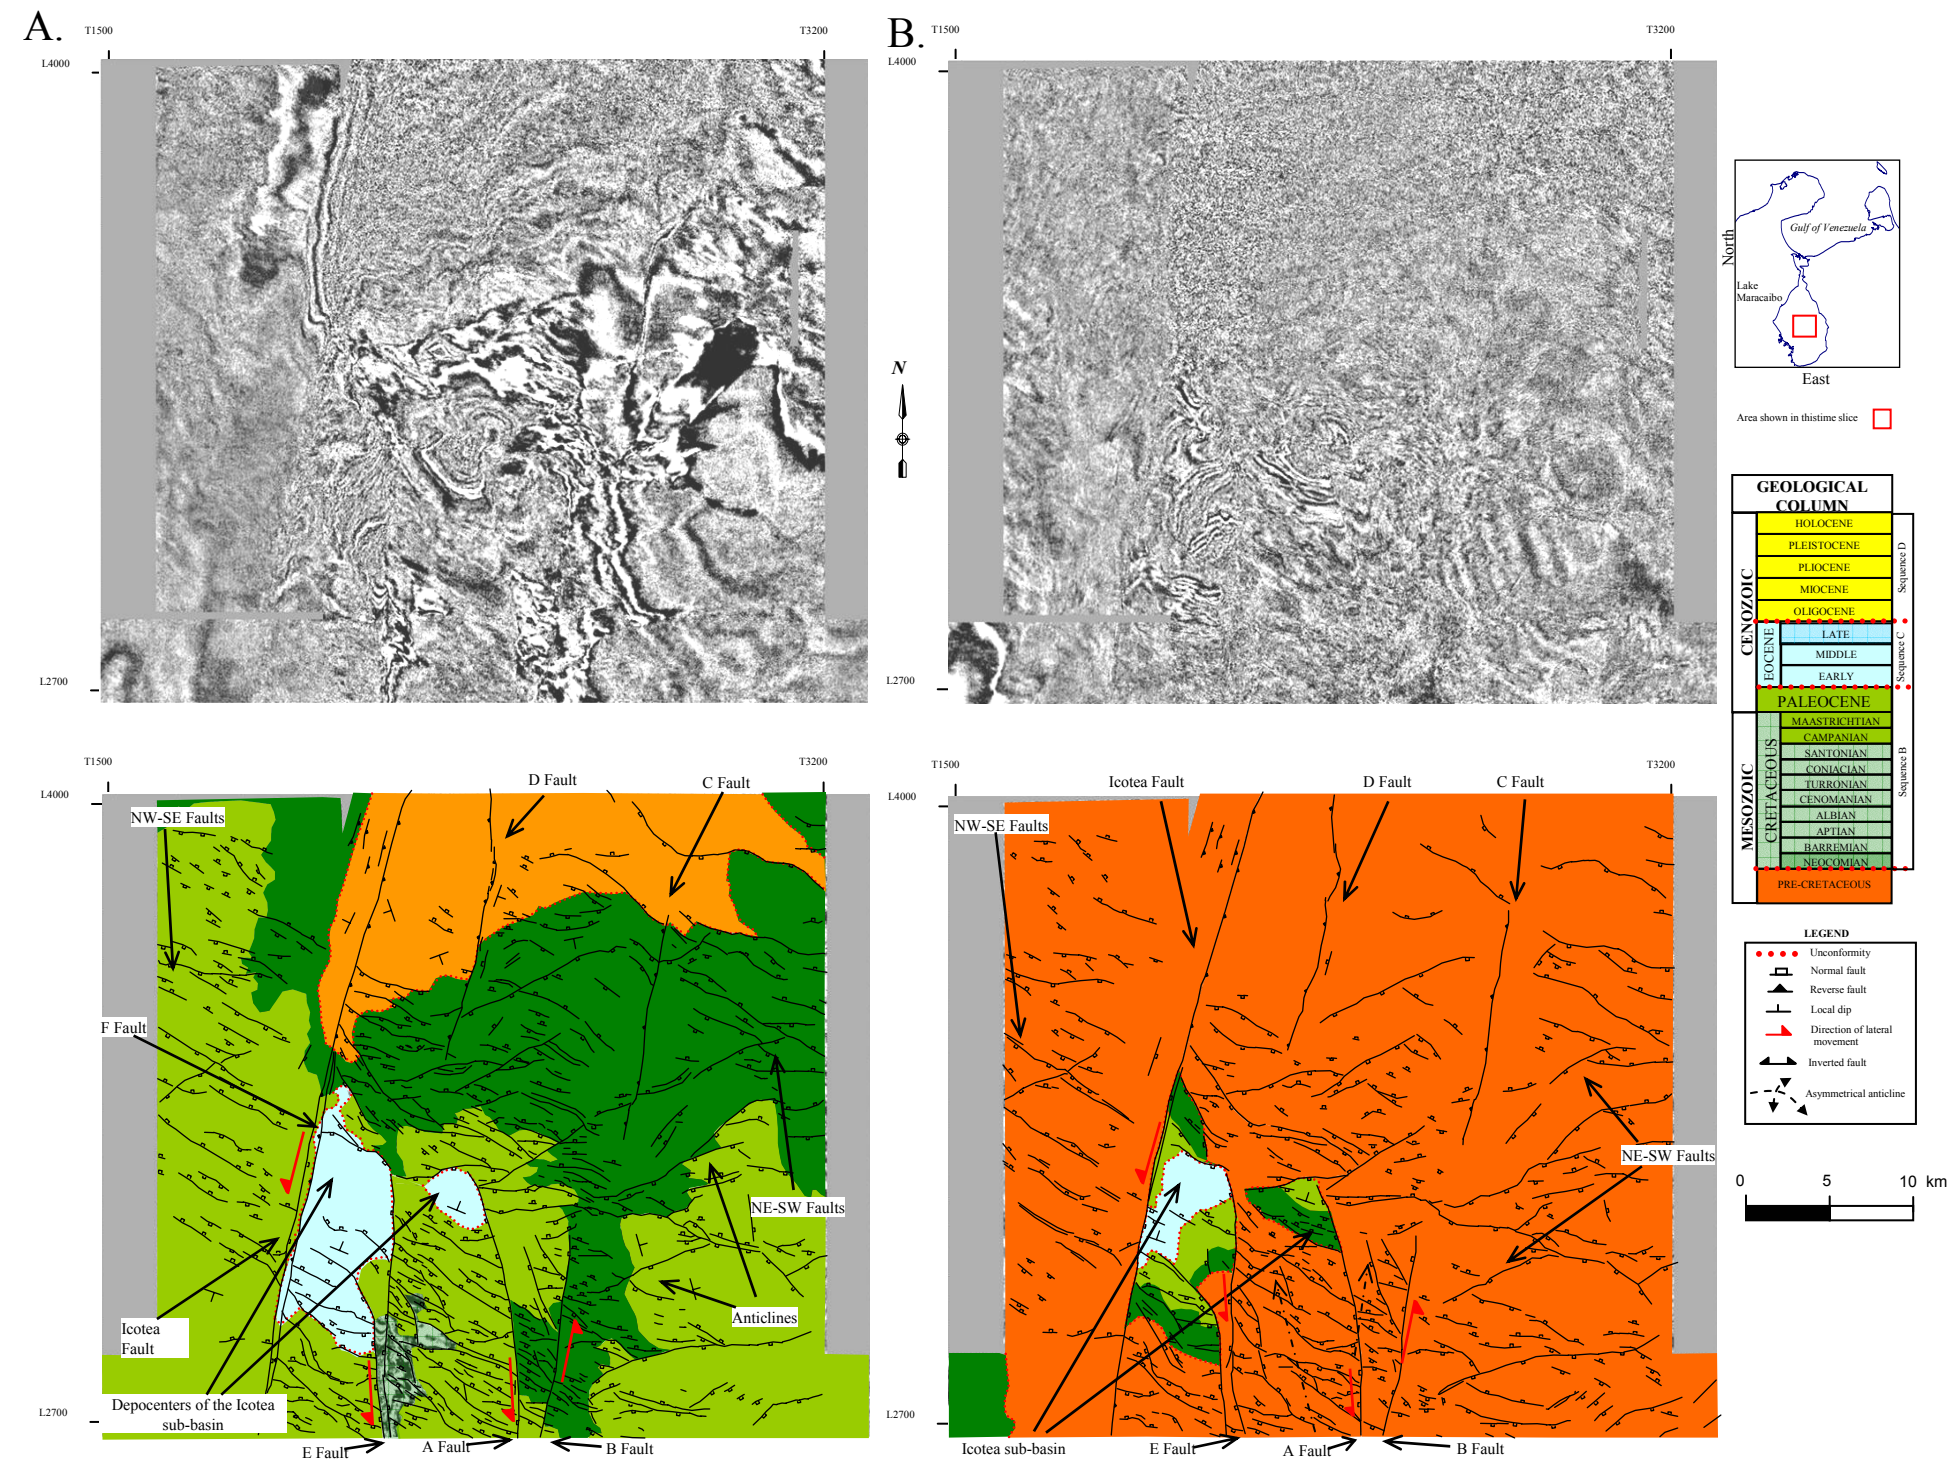 A.
T1500
T3200
L4000
L2700
B.
T1500
T3200
L4000
L2700
N
North
Gulf of Venezuela
Lake
Maracaibo
East
Area shown in thistime slice
GEOLOGICAL
COLUMN
CENOZOIC
MESOZOIC
HOLOCENE
PLEISTOCENE
PLIOCENE
MIOCENE
OLIGOCENE
EOCENE
LATE
MIDDLE
EARLY
PALEOCENE
CRETACEOUS
MAASTRICHTIAN
CAMPANIAN
SANTONIAN
CONIACIAN
TURRONIAN
CENOMANIAN
ALBIAN
APTIAN
BARREMIAN
NEOCOMIAN
PRE-CRETACEOUS
Sequence D
Sequence C
Sequence B
LEGEND
Unconformity
Normal fault
Reverse fault
Local dip
Direction of lateral
movement
Inverted fault
Asymmetrical anticline
0 5 10 km
T1500
T3200
L4000
L2700
D Fault
C Fault
NW-SE Faults
F Fault
NE-SW Faults
Anticlines
Icotea
Fault
Depocenters of the Icotea
sub-basin
E Fault
A Fault
B Fault
T1500
T3200
L4000
L2700
Icotea Fault
D Fault
C Fault
NW-SE Faults
NE-SW Faults
Icotea sub-basin
E Fault
A Fault
B Fault